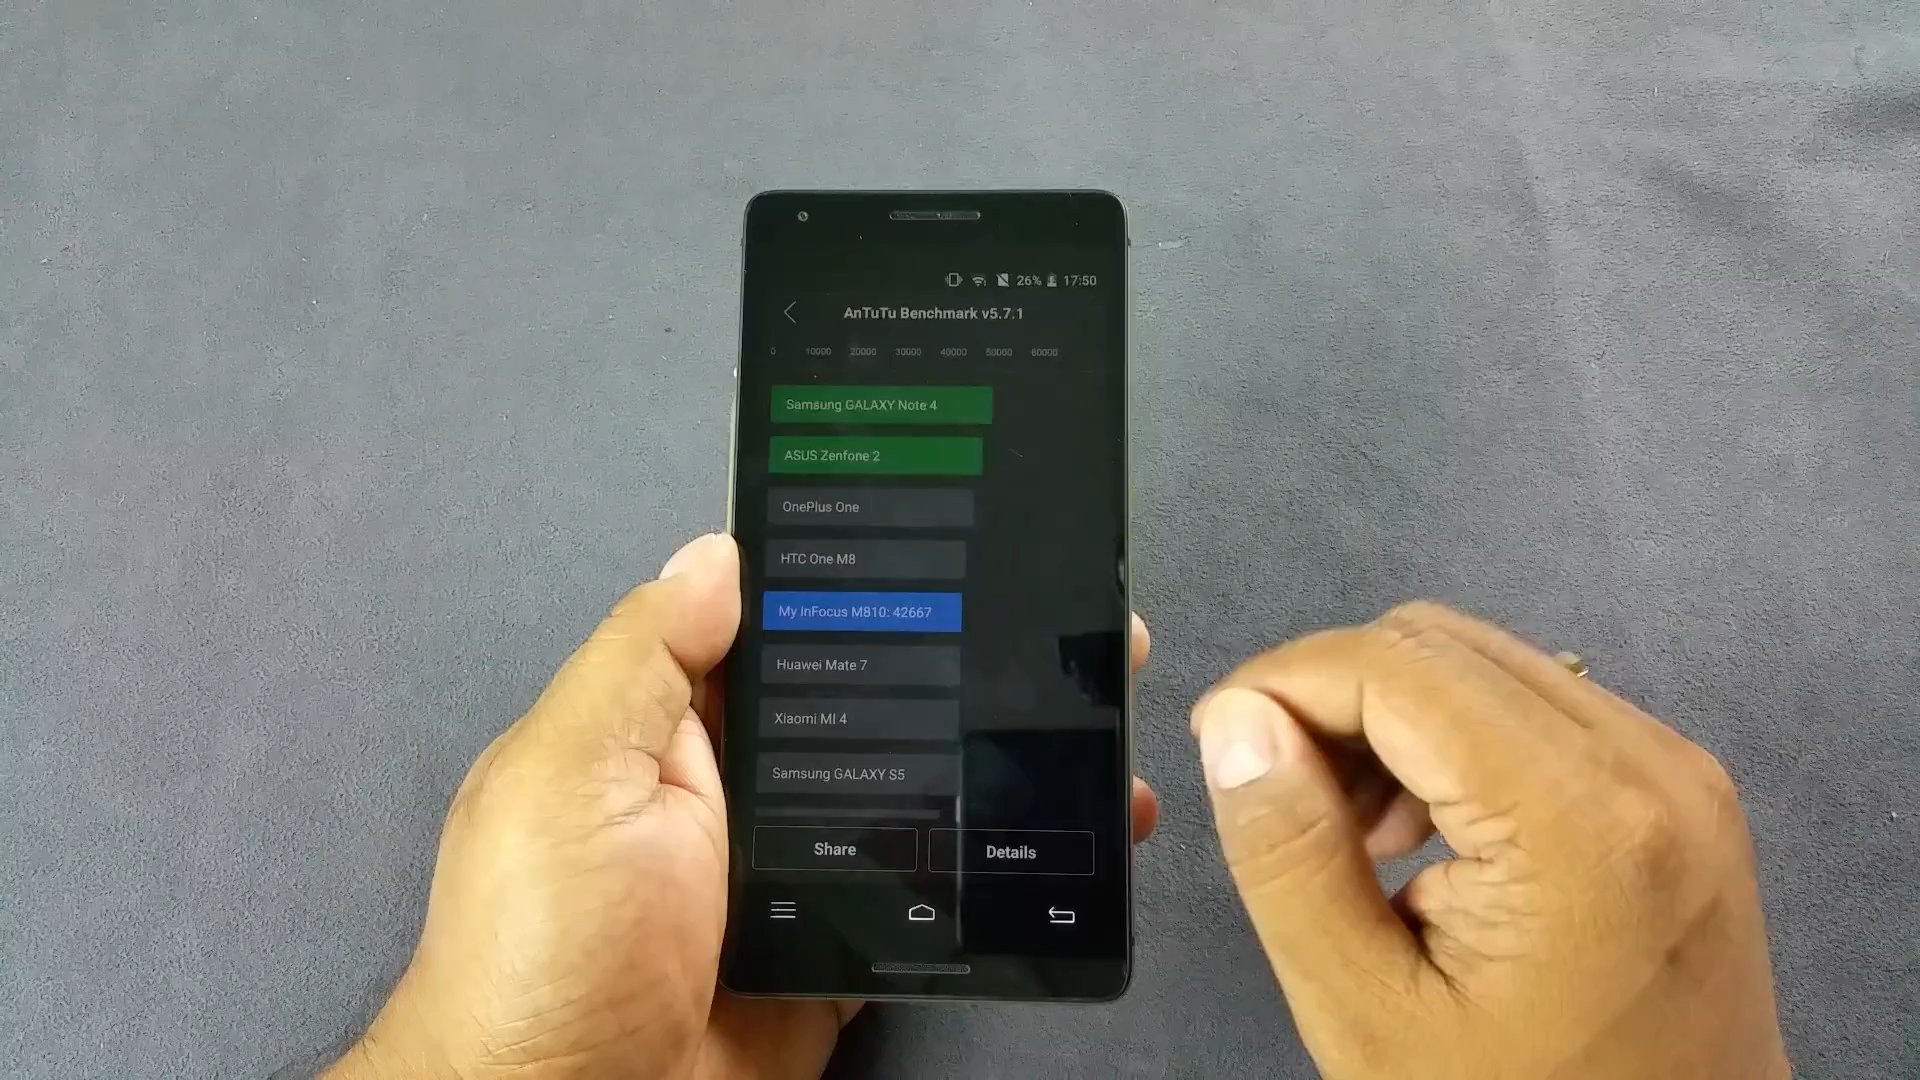 26% 17:50
AnTuTu Benchmark v5.7.1
0 10000 20000 30000 40000 50000 60000
Samsung GALAXY Note 4
ASUS Zenfone 2
OnePlus One
HTC One M8
My InFocus M810: 42667
Huawei Mate 7
Xiaomi MI 4
Samsung GALAXY S5
Share Details